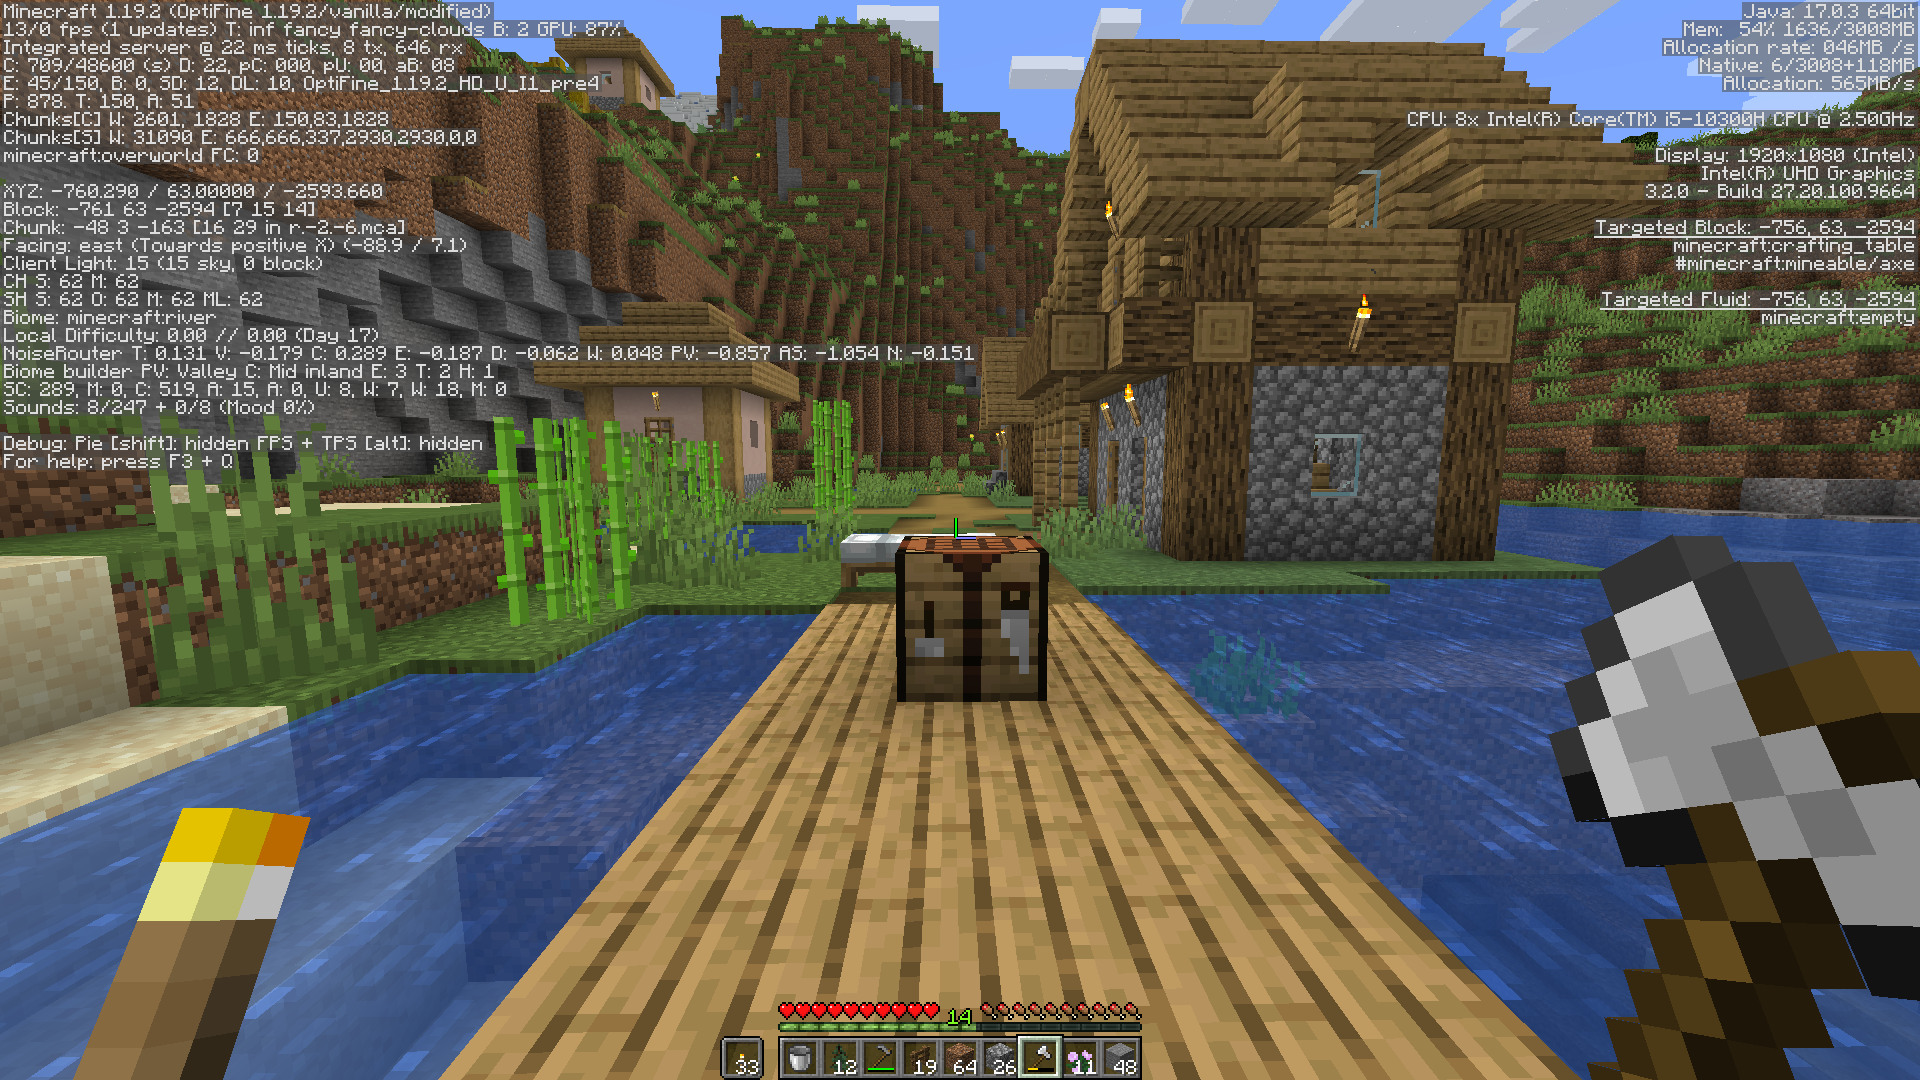 Minecraft 1.19.2 (OptiFine 1.19.2/vanilla/modified)
13/0 fps (1 updates) T: inf fancy fancy-clouds B: 2 GPU: 87%
Integrated server @ 22 ms ticks, 8 tx, 646 rx
C: 709/48600 (s) D: 22, pC: 000, pU: 00, aB: 08
E: 45/150, B: 0, SD: 12, DL: 10, OptiFine_1.19.2_HD_U_I1_pre4
P: 878. T: 150, A: 51
Chunks[C] W: 2601, 1828 E: 150,83,1828
Chunks[S] W: 31090 E: 666,666,337,2930,2930,0,0
minecraft:overworld FC: 0
XYZ: -760.290 / 63.00000 / -2593.660
Block: -761 63 -2594 [7 15 14]
Chunk: -48 3 -163 [16 29 in r.-2.-6.mca]
Facing: east (Towards positive X) (-88.9 / 7.1)
Client Light: 15 (15 sky, 0 block)
CH S: 62 M: 62
SH S: 62 O: 62 M: 62 ML: 62
Biome: minecraft:river
Local Difficulty: 0.00 // 0.00 (Day 17)
NoiseRouter T: 0.131 V: -0.179 C: 0.289 E: -0.187 D: -0.062 W: 0.048 PV: -0.857 AS: -1.054 N: -0.151
Biome builder PV: Valley C: Mid inland E: 3 T: 2 H: 1
SC: 289, M: 0, C: 519, A: 15, A: 0, U: 8, W: 7, W: 18, M: 0
Sounds: 8/247 + 0/8 (Mood 0%)
Debug: Pie [shift]: hidden FPS + TPS [alt]: hidden
For help: press F3 + Q
Java: 17.0.3 64bit
Mem: 54% 1636/3008MB
Allocation rate: 046MB /s
Native: 6/3008+118MB
Allocation: 565MB/s
CPU: 8x Intel(R) Core(TM) i5-10300H CPU @ 2.50GHz
Display: 1920x1080 (Intel)
Intel(R) UHD Graphics
3.2.0 - Build 27.20.100.9664
Targeted Block: -756, 63, -2594
minecraft:crafting_table
#minecraft:mineable/axe
Targeted Fluid: -756, 63, -2594
minecraft:empty
14
33 12 19 64 26 11 48